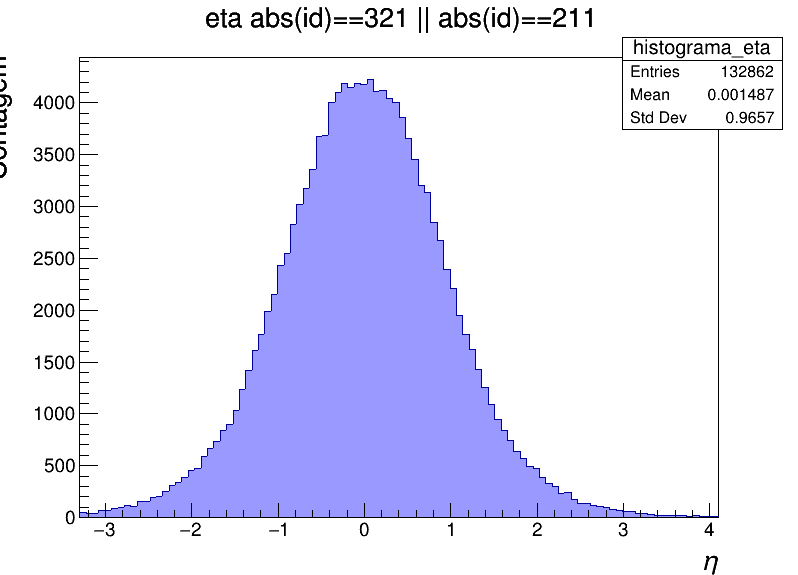 eta abs(id)==321 || abs(id)==211
histograma_eta
Entries 132862
Mean 0.001487
Std Dev 0.9657
4000
3500
3000
2500
2000
1500
1000
500
0
−3 −2 −1 0 1 2 3 4
η